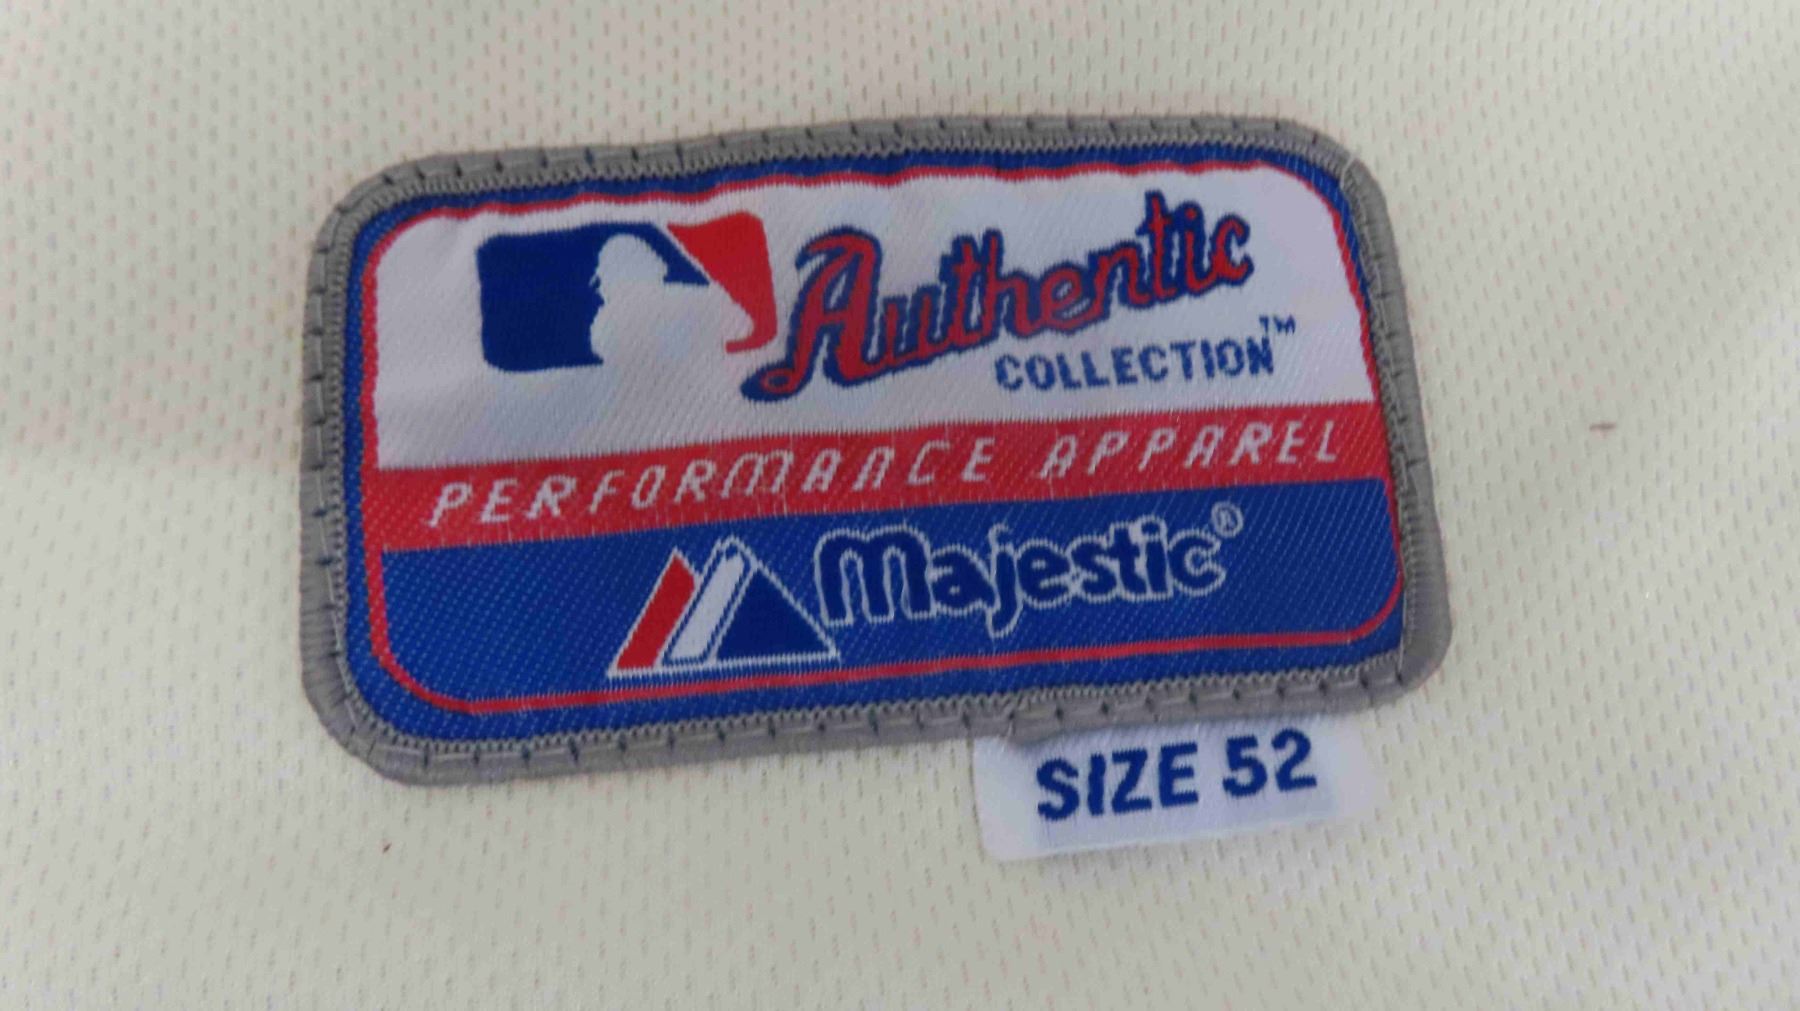 Authentic
COLLECTION™
PERFORMANCE APPAREL
Majestic®
SIZE 52